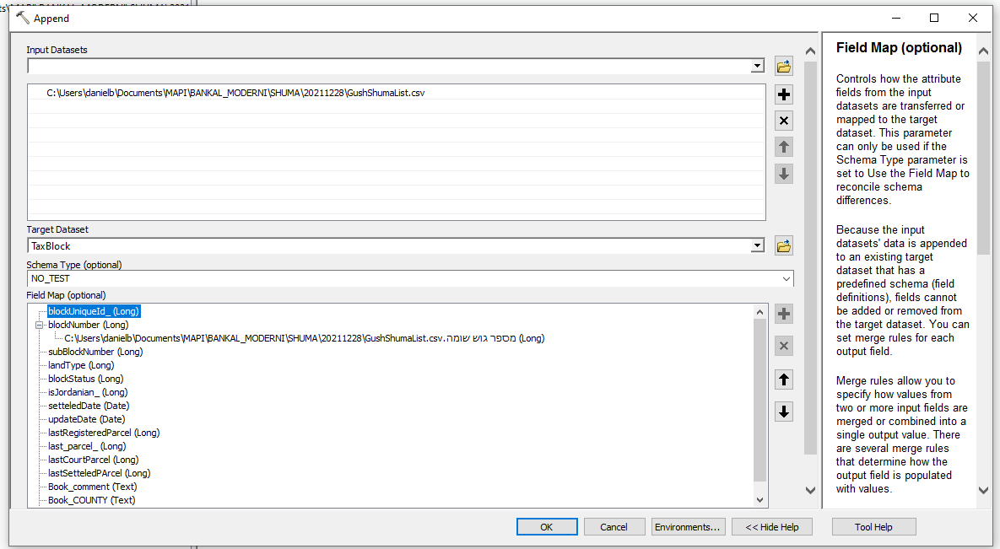 Append
Input Datasets
C:\Users\danielb\Documents\MAPI\BANKAL_MODERNI\SHUMA\20211228\GushShumaList.csv
Target Dataset
TaxBlock
Schema Type (optional)
NO_TEST
Field Map (optional)
blockUniqueId_ (Long)
blockNumber (Long)
C:\Users\danielb\Documents\MAPI\BANKAL_MODERNI\SHUMA\20211228\GushShumaList.csv.מספר גוש שומה (Long)
subBlockNumber (Long)
landType (Long)
blockStatus (Long)
isJordanian_ (Long)
setteledDate (Date)
updateDate (Date)
lastRegisteredParcel (Long)
last_parcel_ (Long)
lastCourtParcel (Long)
lastSetteledPArcel (Long)
Book_comment (Text)
Book_COUNTY (Text)
OK
Cancel
Environments...
<< Hide Help
Tool Help
Field Map (optional)
Controls how the attribute
fields from the input
datasets are transferred or
mapped to the target
dataset. This parameter
can only be used if the
Schema Type parameter is
set to Use the Field Map to
reconcile schema
differences.
Because the input
datasets' data is appended
to an existing target
dataset that has a
predefined schema (field
definitions), fields cannot
be added or removed from
the target dataset. You can
set merge rules for each
output field.
Merge rules allow you to
specify how values from
two or more input fields are
merged or combined into a
single output value. There
are several merge rules
that determine how the
output field is populated
with values.